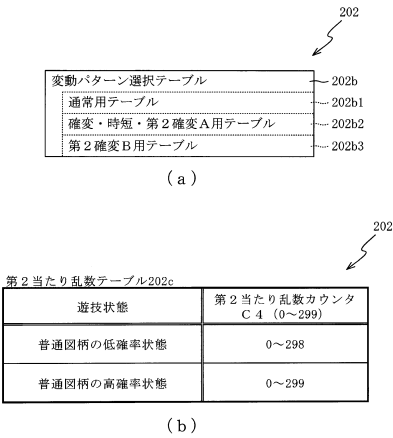 202
変動パターン選択テーブル 202b
通常用テーブル 202b1
確変・時短・第２確変Ａ用テーブル 202b2
第２確変Ｂ用テーブル 202b3
(a)
202
第２当たり乱数テーブル202c
遊技状態 第２当たり乱数カウンタ
Ｃ４ (0～299)
普通図柄の低確率状態 0～298
普通図柄の高確率状態 0～299
(b)